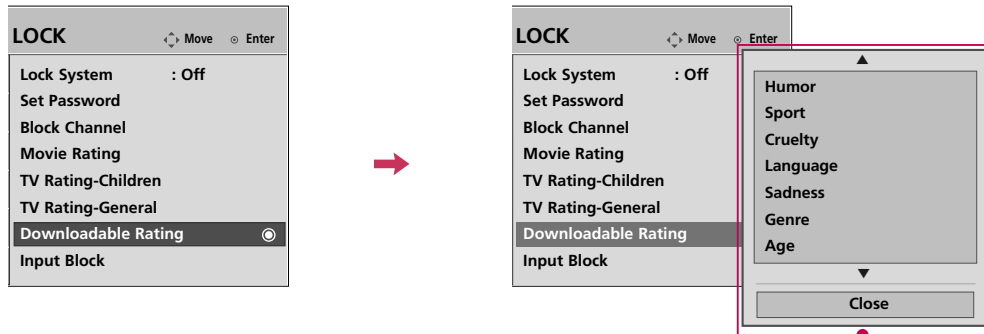 LOCK Move Enter
Lock System : Off
Set Password
Block Channel
Movie Rating
TV Rating-Children
TV Rating-General
Downloadable Rating
Input Block
LOCK Move Enter
Lock System : Off
Set Password
Block Channel
Movie Rating
TV Rating-Children
TV Rating-General
Downloadable Rating
Input Block
Humor
Sport
Cruelty
Language
Sadness
Genre
Age
Close